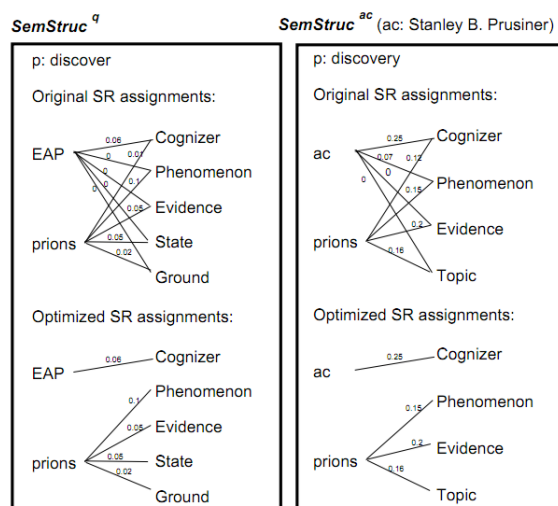 SemStruc q
p: discover
Original SR assignments:
EAP
prions
0.06
0
0.01
0
0
0
0.1
0.05
0.05
0.02
Cognizer
Phenomenon
Evidence
State
Ground
Optimized SR assignments:
EAP
prions
0.06
0.1
0.05
0.05
0.02
Cognizer
Phenomenon
Evidence
State
Ground
SemStruc ac (ac: Stanley B. Prusiner)
p: discovery
Original SR assignments:
ac
prions
0.25
0.07
0.12
0
0
0.15
0.2
0.16
Cognizer
Phenomenon
Evidence
Topic
Optimized SR assignments:
ac
prions
0.25
0.15
0.2
0.16
Cognizer
Phenomenon
Evidence
Topic